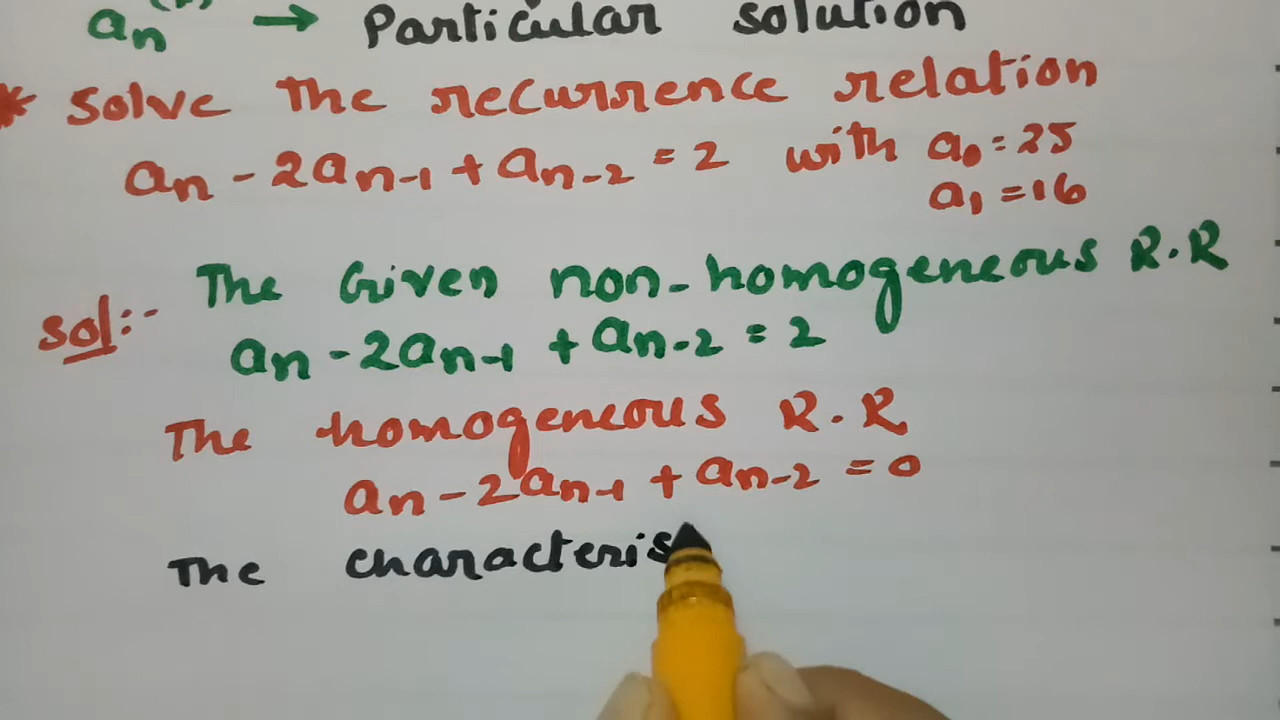 an → Particular solution
* Solve the recurrence relation
an - 2an-1 + an-2 = 2 with a0 = 25
a1 = 16
Sol:- The Given non-homogeneous R.R
an - 2an-1 + an-2 = 2
The homogeneous R.R
an - 2an-1 + an-2 = 0
The characteris